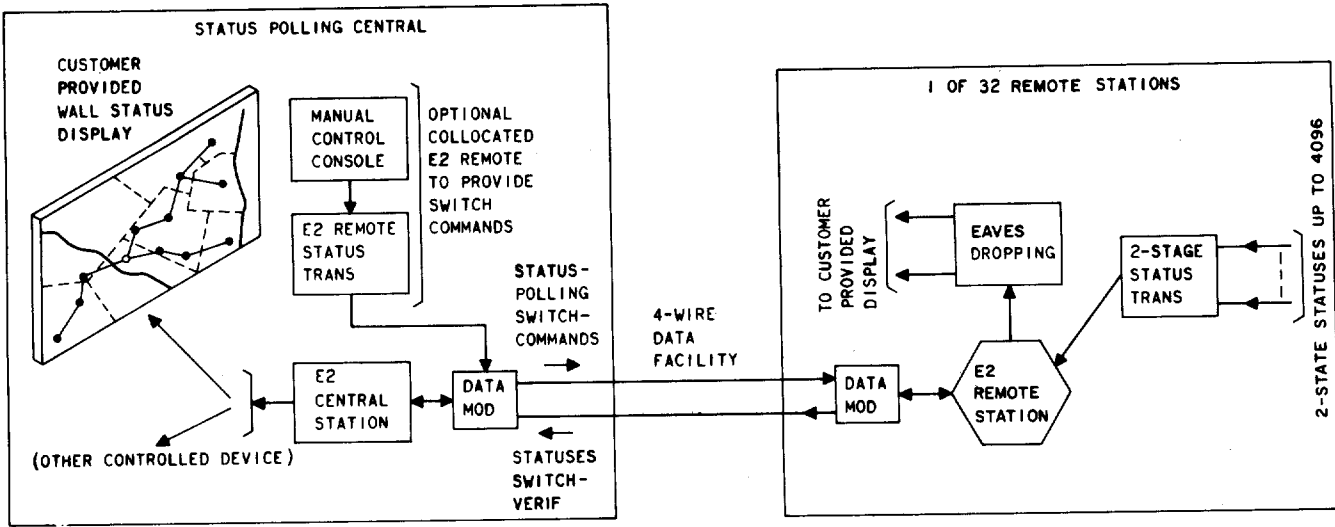 STATUS POLLING CENTRAL
CUSTOMER
PROVIDED
WALL STATUS
DISPLAY
MANUAL
CONTROL
CONSOLE
OPTIONAL
COLLOCATED
E2 REMOTE
TO PROVIDE
SWITCH
COMMANDS
E2 REMOTE
STATUS
TRANS
STATUS-
POLLING
SWITCH-
COMMANDS
E2
CENTRAL
STATION
DATA
MOD
(OTHER CONTROLLED DEVICE)
STATUSES
SWITCH-
VERIF
4-WIRE
DATA
FACILITY
1 OF 32 REMOTE STATIONS
TO CUSTOMER
PROVIDED
DISPLAY
EAVES
DROPPING
2-STAGE
STATUS
TRANS
2-STATE STATUSES UP TO 4096
DATA
MOD
E2
REMOTE
STATION